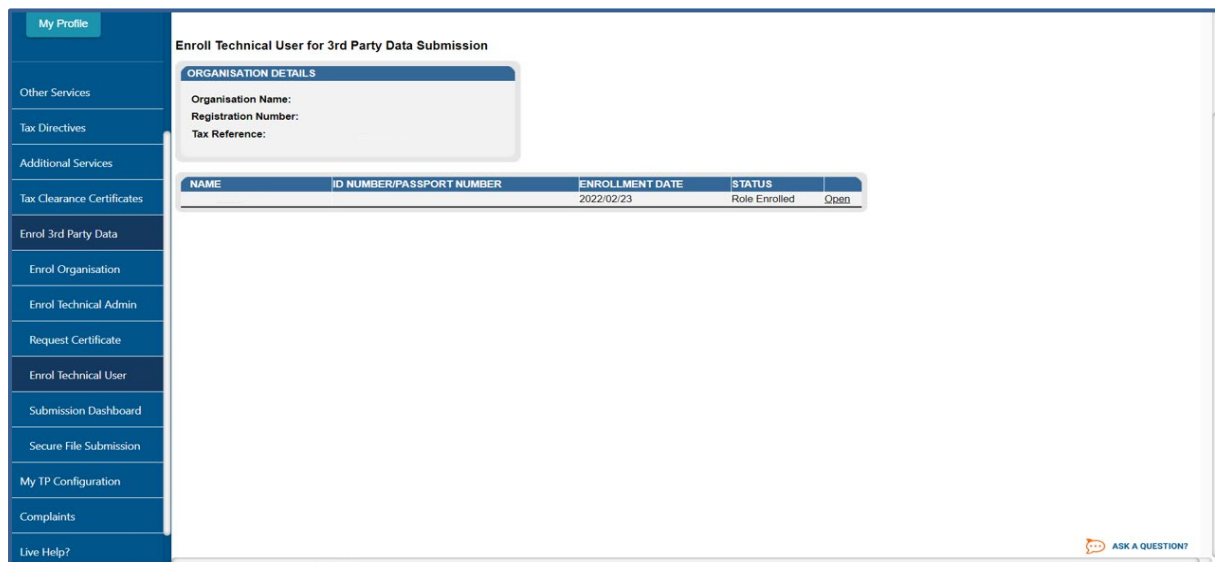 My Profile
Other Services
Tax Directives
Additional Services
Tax Clearance Certificates
Enrol 3rd Party Data
Enrol Organisation
Enrol Technical Admin
Request Certificate
Enrol Technical User
Submission Dashboard
Secure File Submission
My TP Configuration
Complaints
Live Help?
Enroll Technical User for 3rd Party Data Submission
ORGANISATION DETAILS
Organisation Name:
Registration Number:
Tax Reference:
NAME ID NUMBER/PASSPORT NUMBER ENROLLMENT DATE STATUS
2022/02/23 Role Enrolled Open
ASK A QUESTION?